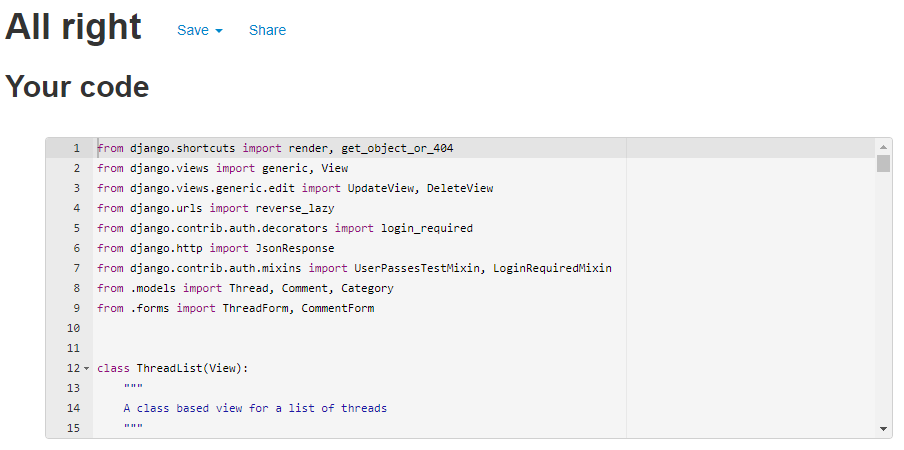 All right Save Share
Your code
1 from django.shortcuts import render, get_object_or_404
2 from django.views import generic, View
3 from django.views.generic.edit import UpdateView, DeleteView
4 from django.urls import reverse_lazy
5 from django.contrib.auth.decorators import login_required
6 from django.http import JsonResponse
7 from django.contrib.auth.mixins import UserPassesTestMixin, LoginRequiredMixin
8 from .models import Thread, Comment, Category
9 from .forms import ThreadForm, CommentForm
10
11
12 class ThreadList(View):
13     """
14     A class based view for a list of threads
15     """